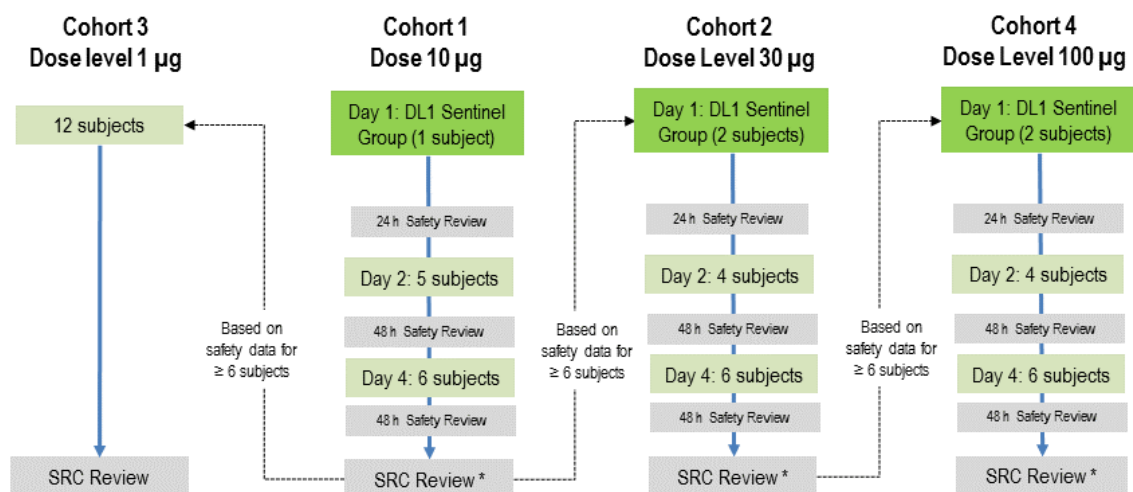 Cohort 3
Dose level 1 µg
12 subjects
SRC Review
Based on
safety data for
≥ 6 subjects
Cohort 1
Dose 10 µg
Day 1: DL1 Sentinel
Group (1 subject)
24 h Safety Review
Day 2: 5 subjects
48 h Safety Review
Day 4: 6 subjects
48 h Safety Review
SRC Review *
Based on
safety data for
≥ 6 subjects
Cohort 2
Dose Level 30 µg
Day 1: DL1 Sentinel
Group (2 subjects)
24 h Safety Review
Day 2: 4 subjects
48 h Safety Review
Day 4: 6 subjects
48 h Safety Review
SRC Review *
Based on
safety data for
≥ 6 subjects
Cohort 4
Dose Level 100 µg
Day 1: DL1 Sentinel
Group (2 subjects)
24 h Safety Review
Day 2: 4 subjects
48 h Safety Review
Day 4: 6 subjects
48 h Safety Review
SRC Review *